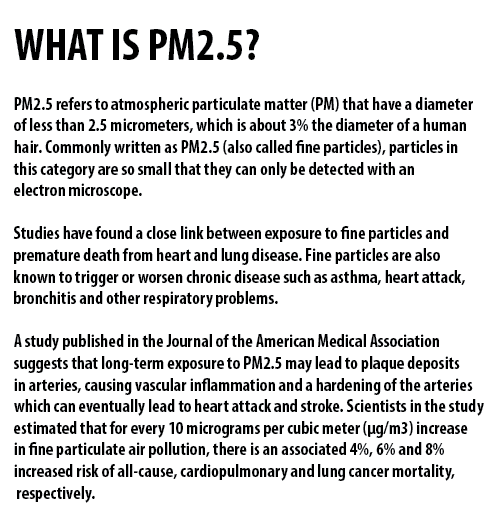 WHAT IS PM2.5?
PM2.5 refers to atmospheric particulate matter (PM) that have a diameter
of less than 2.5 micrometers, which is about 3% the diameter of a human
hair. Commonly written as PM2.5 (also called fine particles), particles in
this category are so small that they can only be detected with an
electron microscope.
Studies have found a close link between exposure to fine particles and
premature death from heart and lung disease. Fine particles are also
known to trigger or worsen chronic disease such as asthma, heart attack,
bronchitis and other respiratory problems.
A study published in the Journal of the American Medical Association
suggests that long-term exposure to PM2.5 may lead to plaque deposits
in arteries, causing vascular inflammation and a hardening of the arteries
which can eventually lead to heart attack and stroke. Scientists in the study
estimated that for every 10 micrograms per cubic meter (μg/m3) increase
in fine particulate air pollution, there is an associated 4%, 6% and 8%
increased risk of all-cause, cardiopulmonary and lung cancer mortality,
respectively.